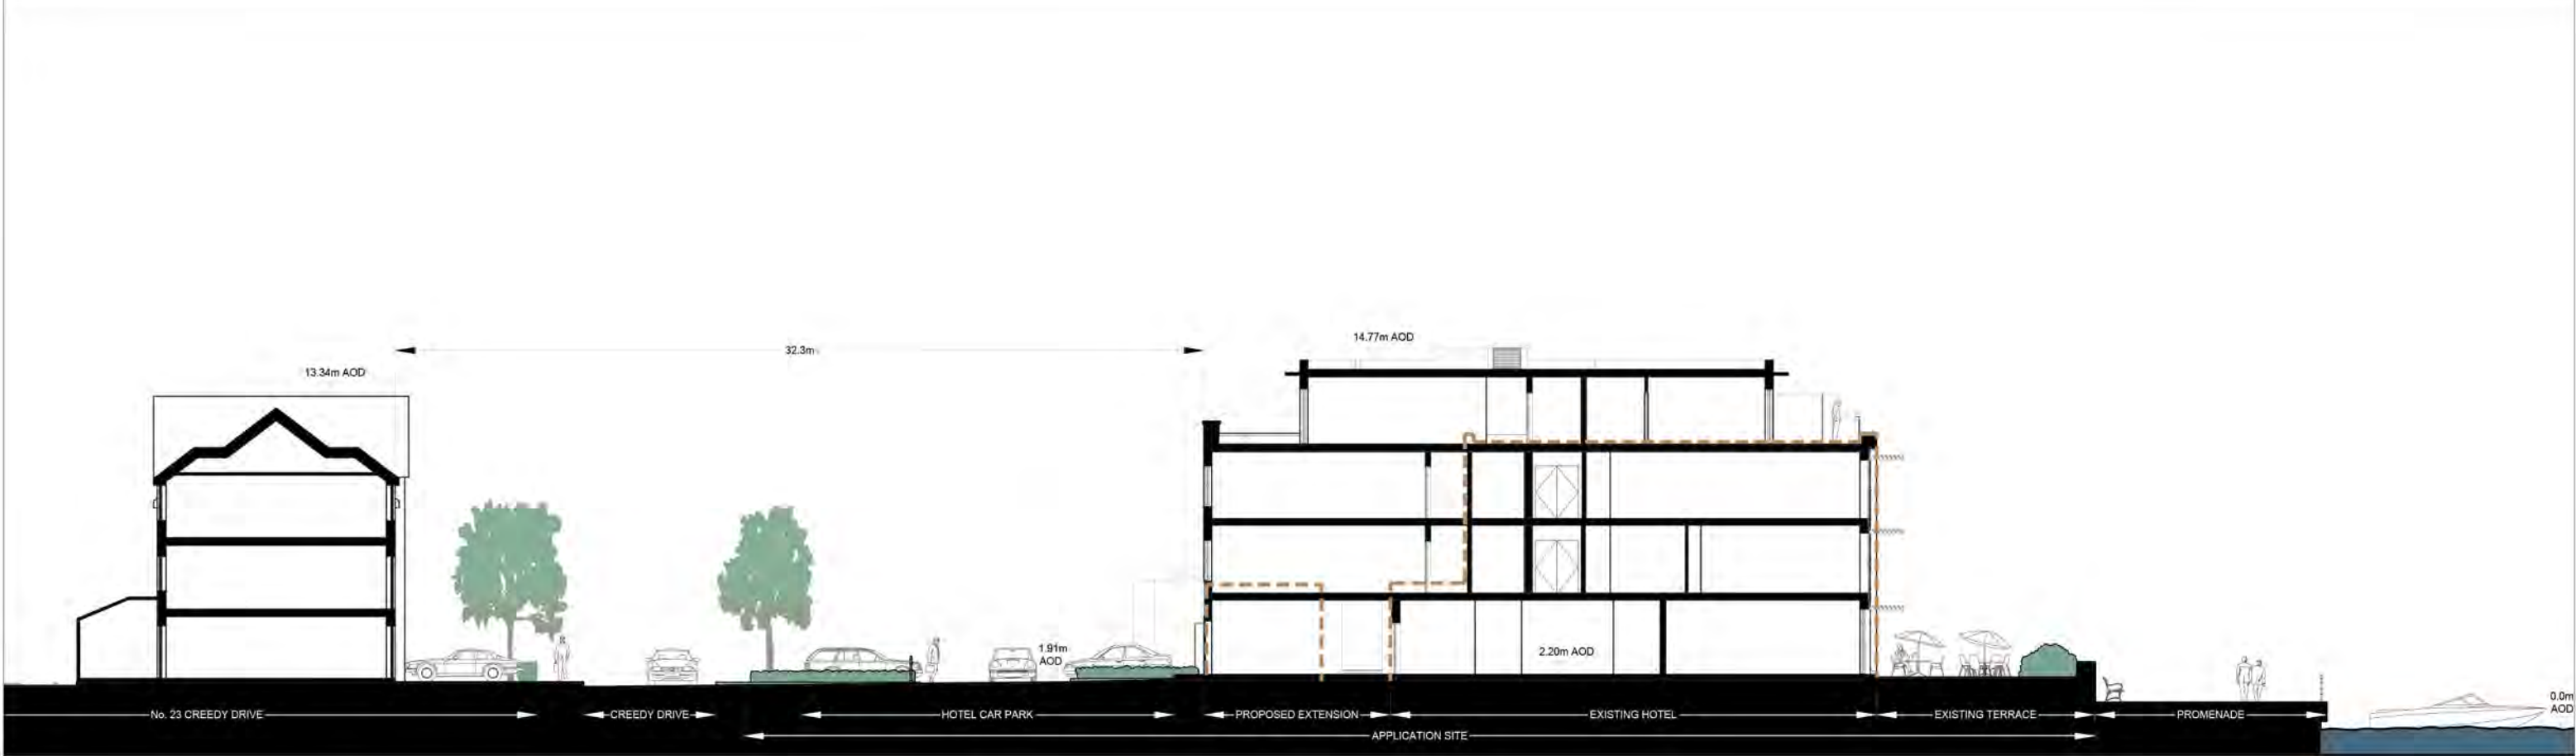 14.77m AOD
32.3m
13.34m AOD
1.91m
AOD
2.20m AOD
0.0m
AOD
No. 23 CREEDY DRIVE
CREEDY DRIVE
HOTEL CAR PARK
PROPOSED EXTENSION
EXISTING HOTEL
EXISTING TERRACE
PROMENADE
APPLICATION SITE